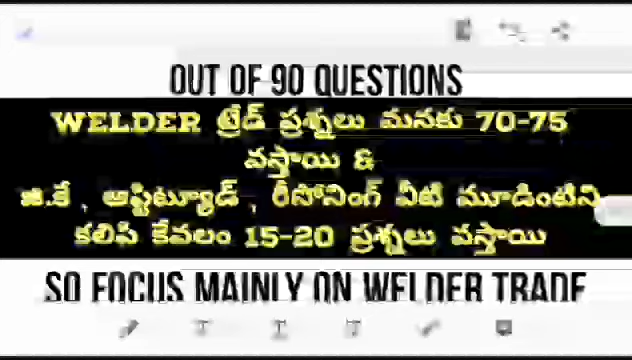 OUT OF 90 QUESTIONS
WELDER ట్రేడ్ ప్రశ్నలు మనకు 70-75
వస్తాయి &
జి.కే , ఆప్టిట్యూడ్ , రీసోనింగ్ వీటి మూడింటిని
కలిపి కేవలం 15-20 ప్రశ్నలు వస్తాయి
SO FOCUS MAINLY ON WELDER TRADE